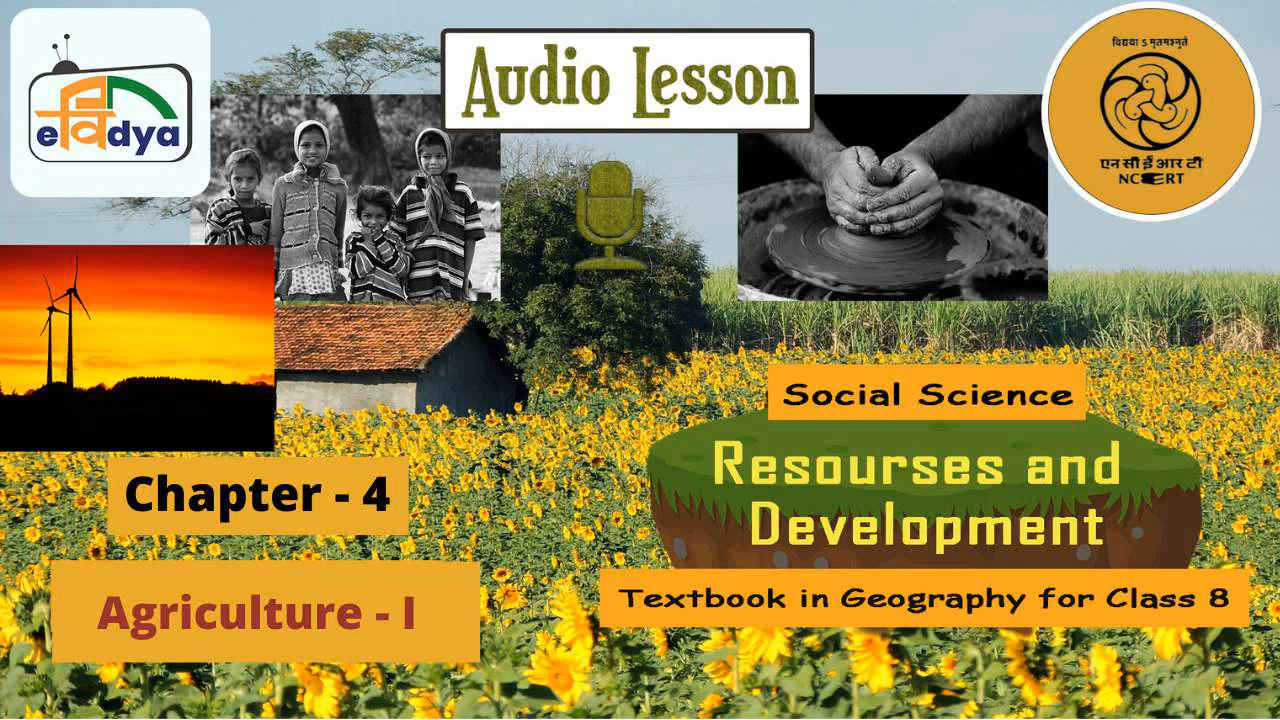 eविद्यya
Audio Lesson
विद्यया ऽ मृतमश्नुते
एन सी ई आर टी
NCERT
Social Science
Resourses and
Development
Textbook in Geography for Class 8
Chapter - 4
Agriculture - I